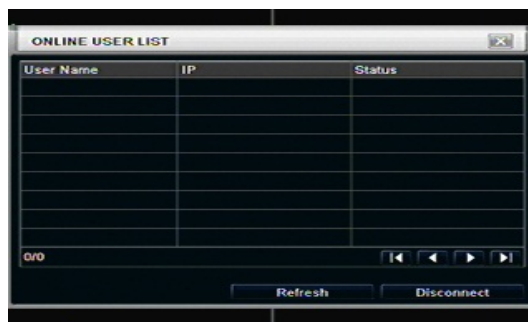 ONLINE USER LIST
User Name IP Status
0/0
Refresh Disconnect